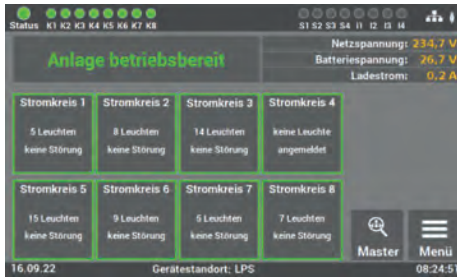 Status K1 K2 K3 K4 K5 K6 K7 K8 S1 S2 S3 S4 I1 I2 I3 I4
Anlage betriebsbereit
Netzspannung: 234,7 V
Batteriespannung: 26,7 V
Ladestrom: 0,2 A
Stromkreis 1 Stromkreis 2 Stromkreis 3 Stromkreis 4
5 Leuchten 8 Leuchten 14 Leuchten keine Leuchte
keine Störung keine Störung keine Störung angemeldet
Stromkreis 5 Stromkreis 6 Stromkreis 7 Stromkreis 8
15 Leuchten 9 Leuchten 5 Leuchten 7 Leuchten
keine Störung keine Störung keine Störung keine Störung
Master Menü
16.09.22 Gerätestandort: LPS 08:24:57